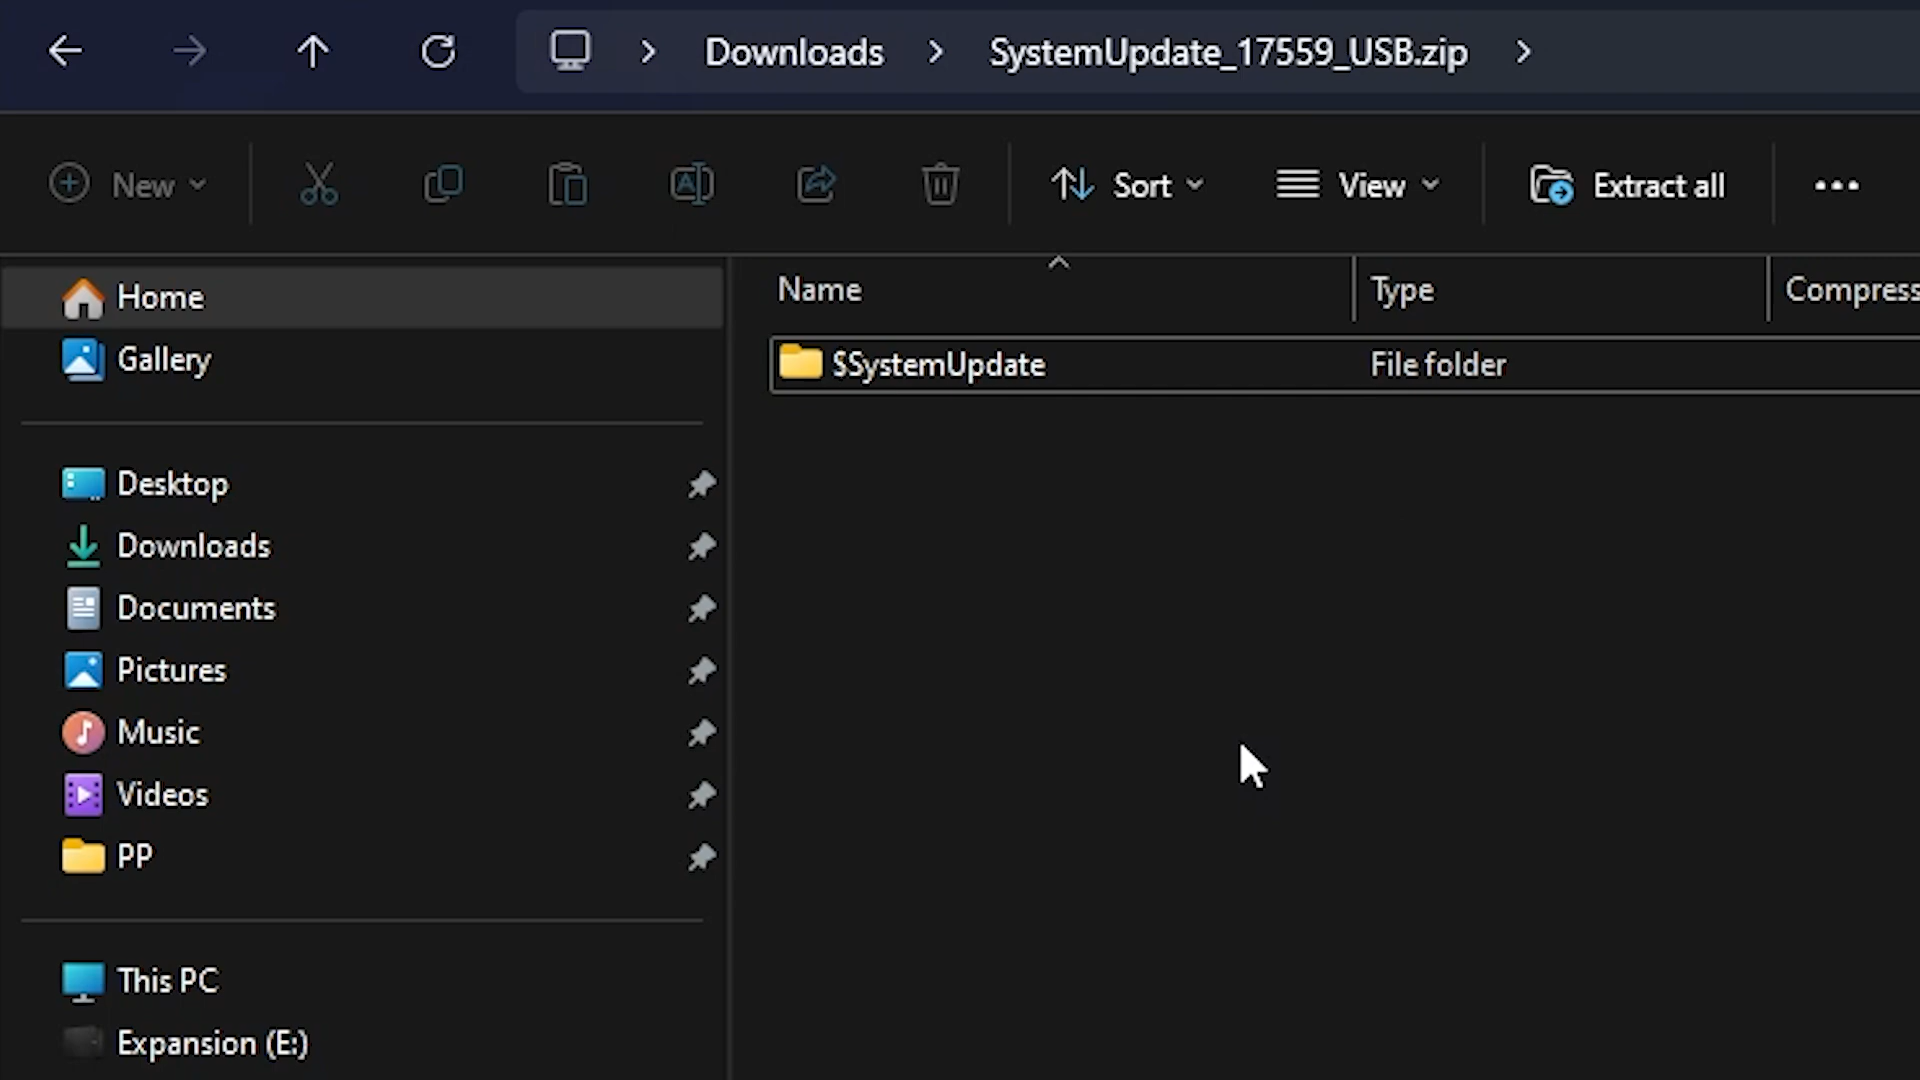 Downloads > SystemUpdate_17559_USB.zip >
New Sort View Extract all
Name Type Compress
$SystemUpdate File folder
Home
Gallery
Desktop
Downloads
Documents
Pictures
Music
Videos
PP
This PC
Expansion (E:)